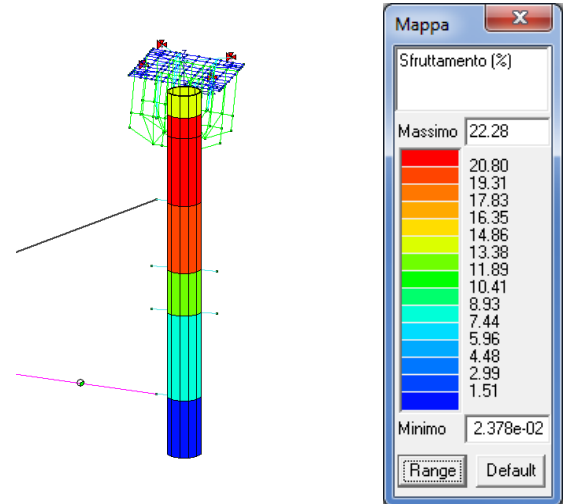 Mappa
Sfruttamento (%)
Massimo 22.28
20.80
19.31
17.83
16.35
14.86
13.38
11.89
10.41
8.93
7.44
5.96
4.48
2.99
1.51
Minimo 2.378e-02
Range Default